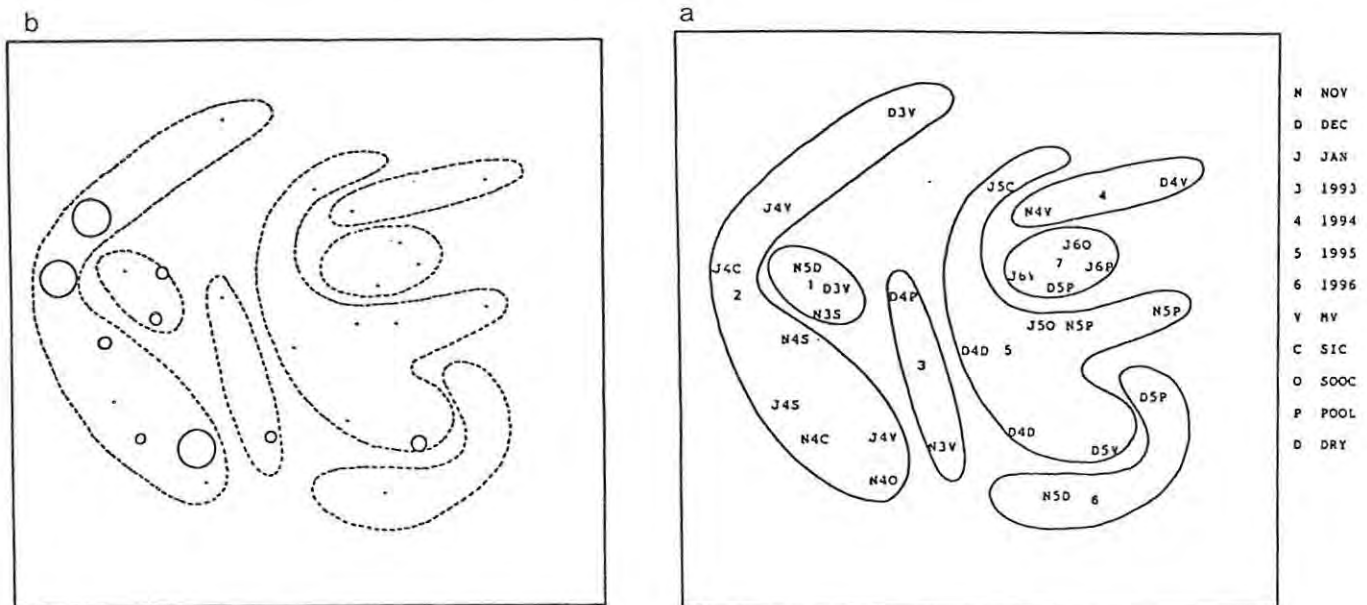 b
a
N NOV
D DEC
J JAN
3 1993
4 1994
5 1995
6 1996
V MV
C SIC
O SOOC
P POOL
D DRY
D3V
J5C
D4V
4
N4V
J4V
J6O
7
J6P
D5P
J4C
2
N5D
1
D3V
N3S
D4P
N5P
J5O N5P
N4S
D4D 5
3
D5P
J4S
N4C
J4V
N3V
D4D
D5V
N4O
N5D 6